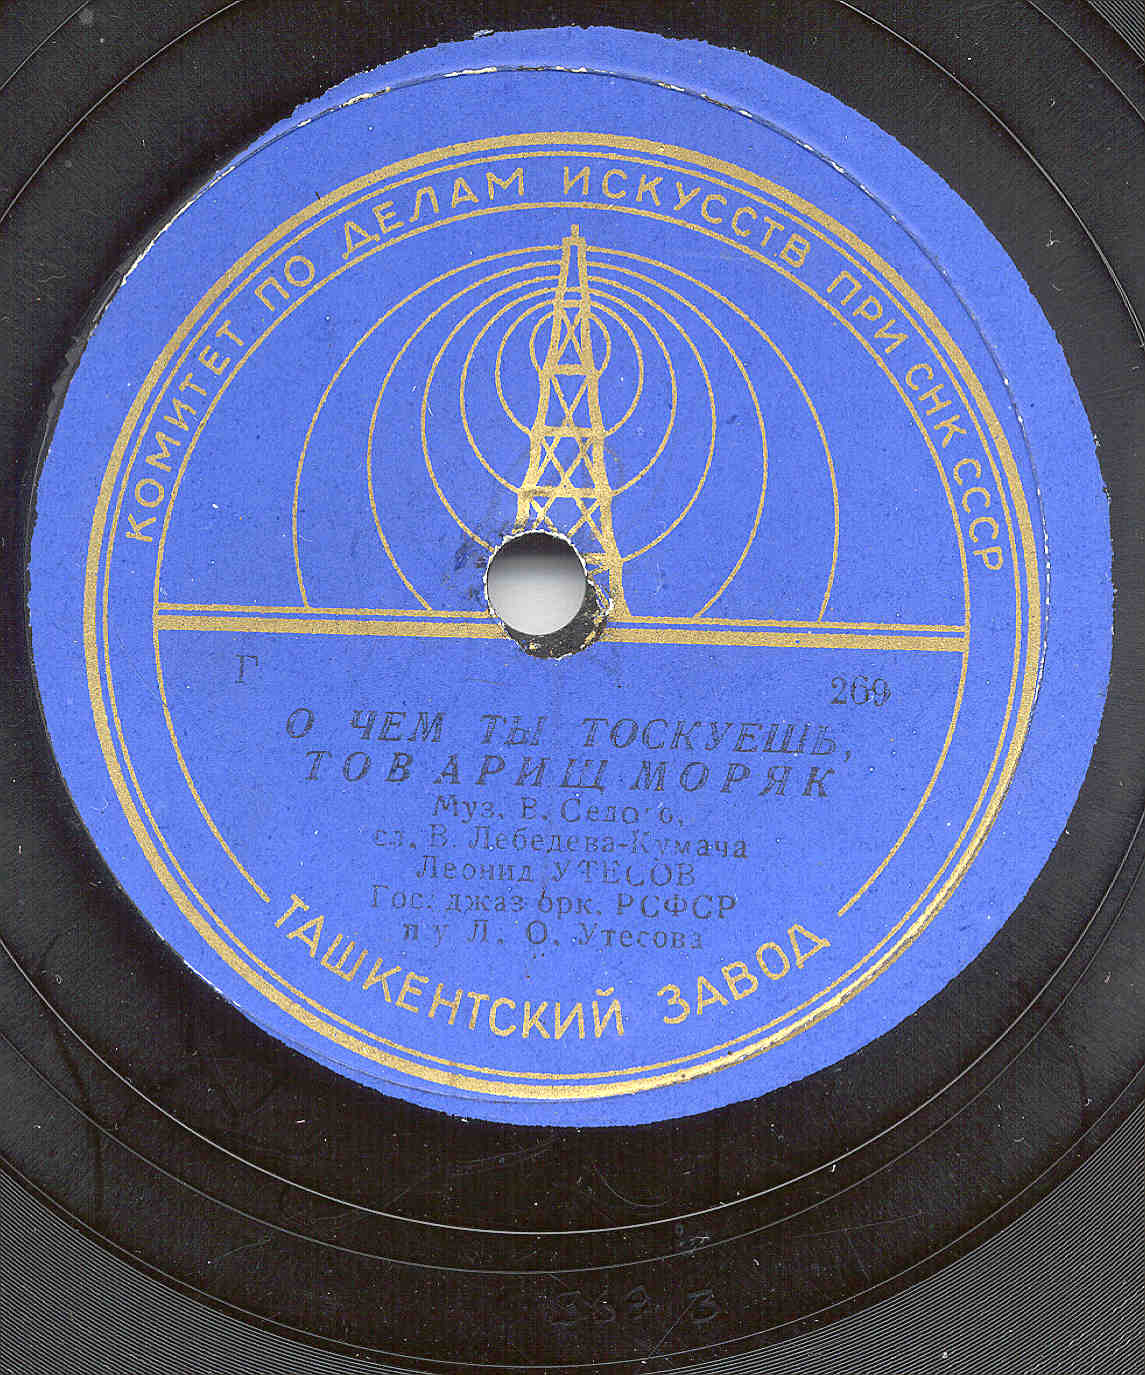 КОМИТЕТ ПО ДЕЛАМ ИСКУССТВ ПРИ СНК СССР
Г 269
О ЧЕМ ТЫ ТОСКУЕШЬ,
ТОВАРИЩ МОРЯК
Муз. В. Седого,
сл. В. Лебедева-Кумача
Леонид УТЕСОВ
Гос. джаз орк. РСФСР
п/у Л. О. Утесова
ТАШКЕНТСКИЙ ЗАВОД